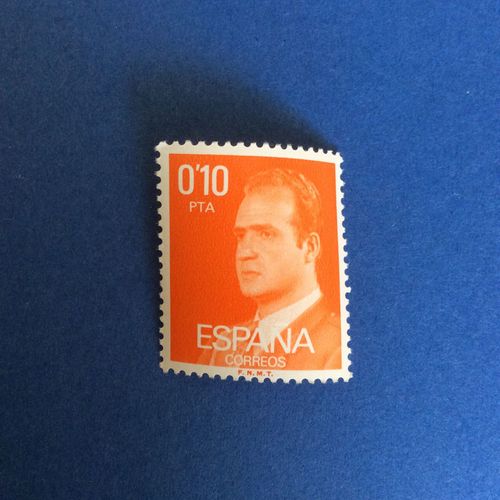 0'10
PTA
ESPAÑA
CORREOS
F. N. M. T.